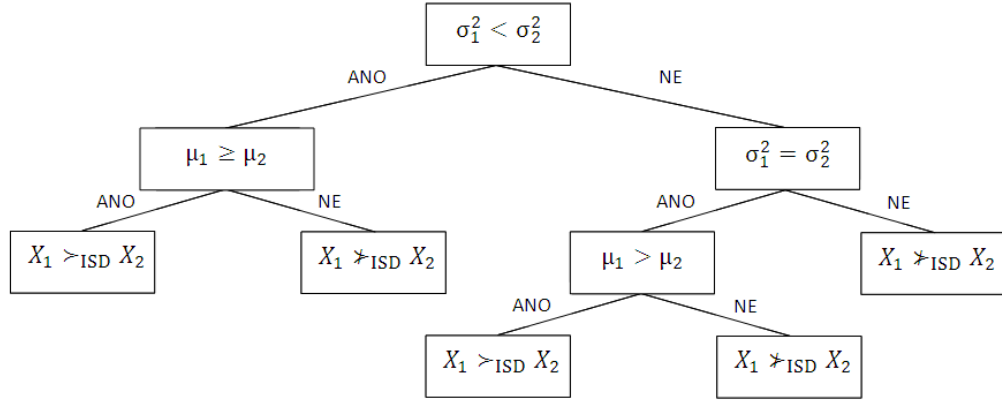 σ₁² < σ₂²
ANO
NE
μ₁ ≥ μ₂
σ₁² = σ₂²
ANO
NE
ANO
NE
X₁ ≻ISD X₂
X₁ ⊁ISD X₂
μ₁ > μ₂
X₁ ⊁ISD X₂
ANO
NE
X₁ ≻ISD X₂
X₁ ⊁ISD X₂